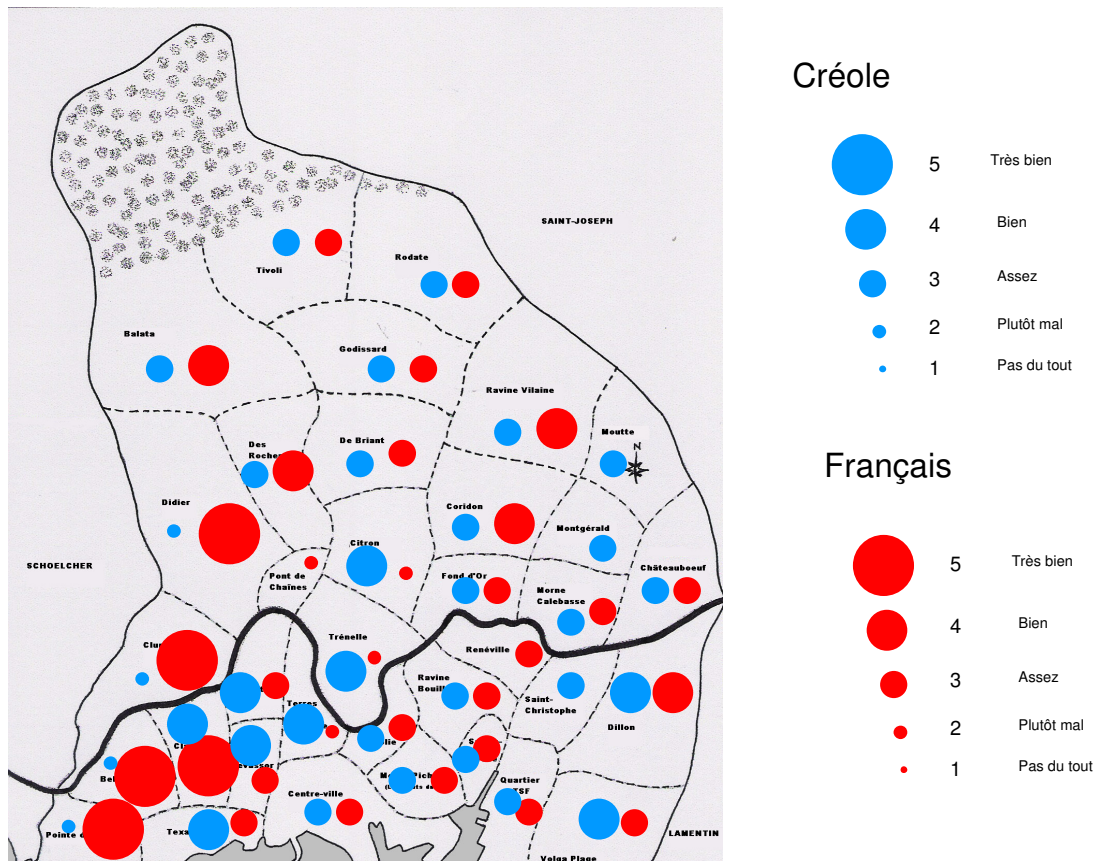 Créole
5 Très bien
4 Bien
3 Assez
2 Plutôt mal
1 Pas du tout
Français
5 Très bien
4 Bien
3 Assez
2 Plutôt mal
1 Pas du tout
SAINT-JOSEPH
Tivoli
Rodate
Balata
Godissard
Ravine Vilaine
Moutte
N
Des
De Briant
Didier
Coridon
Montgérald
SCHOELCHER
Citron
Pont de
Chaînes
Fond d'Or
Châteauboeuf
Morne
Calebasse
Trénelle
Renéville
Ravine
Saint-
Christophe
Terres
Dillon
Centre-ville
Quartier
TSF
Pointe
LAMENTIN
Volga Plage